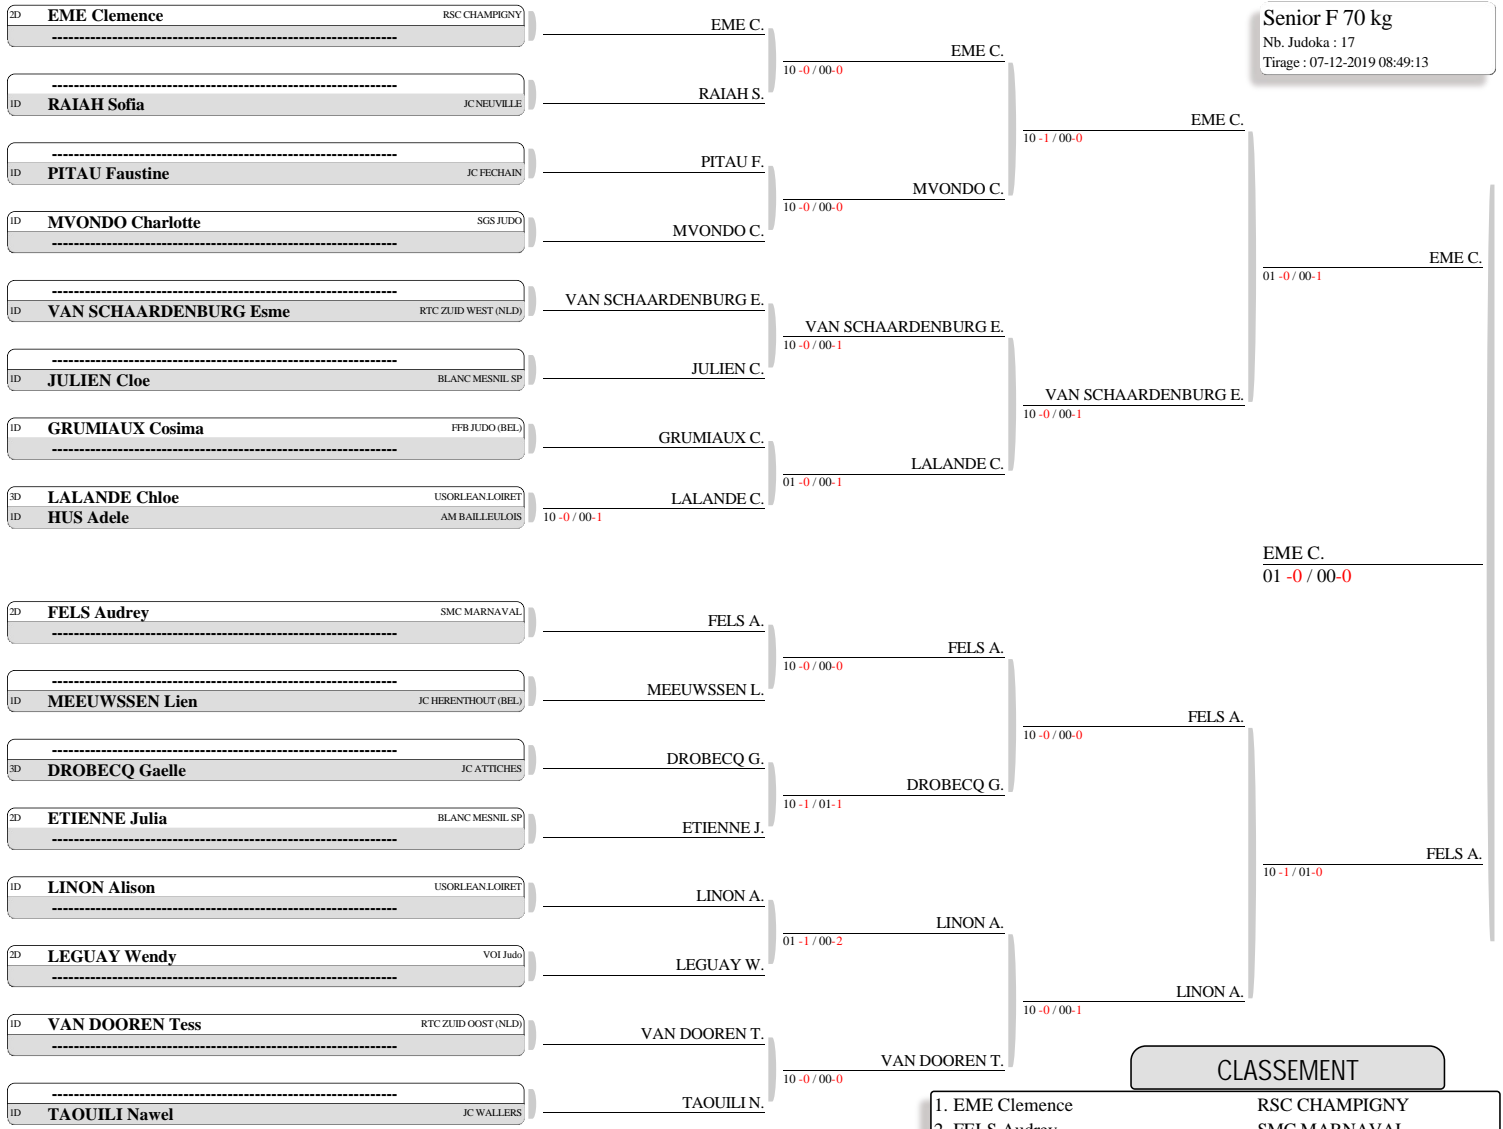 Senior F 70 kg
Nb. Judoka : 17
Tirage : 07-12-2019 08:49:13
2D EME Clemence RSC CHAMPIGNY
------------------------------------------------------------
------------------------------------------------------------
1D RAIAH Sofia JC NEUVILLE
------------------------------------------------------------
1D PITAU Faustine JC FECHAIN
1D MVONDO Charlotte SGS JUDO
------------------------------------------------------------
------------------------------------------------------------
1D VAN SCHAARDENBURG Esme RTC ZUID WEST (NLD)
------------------------------------------------------------
1D JULIEN Cloe BLANC MESNIL SP
1D GRUMIAUX Cosima FFB JUDO (BEL)
------------------------------------------------------------
3D LALANDE Chloe USORLEAN.LOIRET
1D HUS Adele AM BAILLEULOIS
2D FELS Audrey SMC MARNAVAL
------------------------------------------------------------
------------------------------------------------------------
1D MEEUWSSEN Lien JC HERENTHOUT (BEL)
------------------------------------------------------------
3D DROBECQ Gaelle JC ATTICHES
2D ETIENNE Julia BLANC MESNIL SP
------------------------------------------------------------
1D LINON Alison USORLEAN.LOIRET
------------------------------------------------------------
2D LEGUAY Wendy VOI Judo
------------------------------------------------------------
1D VAN DOOREN Tess RTC ZUID OOST (NLD)
------------------------------------------------------------
------------------------------------------------------------
1D TAOUILI Nawel JC WALLERS
EME C.
RAIAH S.
PITAU F.
MVONDO C.
VAN SCHAARDENBURG E.
JULIEN C.
GRUMIAUX C.
LALANDE C.
10 -0 / 00-1
FELS A.
MEEUWSSEN L.
DROBECQ G.
ETIENNE J.
LINON A.
LEGUAY W.
VAN DOOREN T.
TAOUILI N.
EME C.
10 -0 / 00-0
MVONDO C.
10 -0 / 00-0
VAN SCHAARDENBURG E.
10 -0 / 00-1
LALANDE C.
01 -0 / 00-1
FELS A.
10 -0 / 00-0
DROBECQ G.
10 -1 / 01-1
LINON A.
01 -1 / 00-2
VAN DOOREN T.
10 -0 / 00-0
EME C.
10 -1 / 00-0
VAN SCHAARDENBURG E.
10 -0 / 00-1
FELS A.
10 -0 / 00-0
LINON A.
10 -0 / 00-1
EME C.
01 -0 / 00-1
FELS A.
10 -1 / 01-0
EME C.
01 -0 / 00-0
CLASSEMENT
1. EME Clemence RSC CHAMPIGNY
2. FELS Audrey SMC MARNAVAL